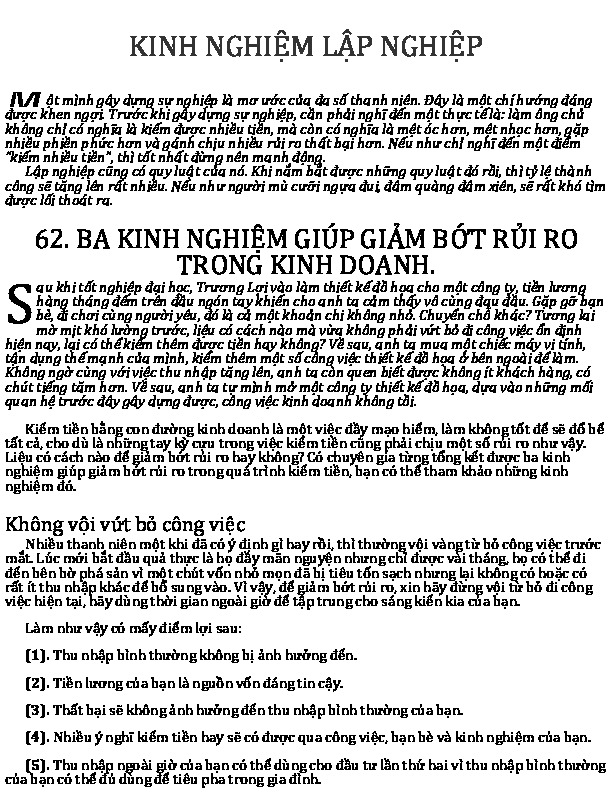 KINH NGHIỆM LẬP NGHIỆP
Một mình gây dựng sự nghiệp là mơ ước của đa số thanh niên. Đây là một chí hướng đáng
được khen ngợi. Trước khi gây dựng sự nghiệp, cần phải nghĩ đến một thực tế là: làm ông chủ
không chỉ có nghĩa là kiếm được nhiều tiền, mà còn có nghĩa là mệt óc hơn, mệt nhọc hơn, gặp
nhiều phiền phức hơn và gánh chịu nhiều rủi ro thất bại hơn. Nếu như chỉ nghĩ đến một điểm
"kiếm nhiều tiền", thì tốt nhất đừng nên manh động.
Lập nghiệp cũng có quy luật của nó. Khi nắm bắt được những quy luật đó rồi, thì tỷ lệ thành
công sẽ tăng lên rất nhiều. Nếu như người mù cưỡi ngựa đui, đâm quàng đâm xiên, sẽ rất khó tìm
được lối thoát ra.
62. BA KINH NGHIỆM GIÚP GIẢM BỚT RỦI RO
TRONG KINH DOANH.
Sau khi tốt nghiệp đại học, Trương Lợi vào làm thiết kế đồ họa cho một công ty, tiền lương
hàng tháng đếm trên đầu ngón tay khiến cho anh ta cảm thấy vô cùng đau đầu. Gặp gỡ bạn
bè, đi chơi cùng người yêu, đó là cả một khoản chi không nhỏ. Chuyển chỗ khác? Tương lai
mờ mịt khó lường trước, liệu có cách nào mà vừa không phải vứt bỏ đi công việc ổn định
hiện nay, lại có thể kiếm thêm được tiền hay không? Về sau, anh ta mua một chiếc máy vi tính,
tận dụng thế mạnh của mình, kiếm thêm một số công việc thiết kế đồ họa ở bên ngoài để làm.
Không ngờ cùng với việc thu nhập tăng lên, anh ta còn quen biết được không ít khách hàng, có
chút tiếng tăm hơn. Về sau, anh ta tự mình mở một công ty thiết kế đồ họa, dựa vào những mối
quan hệ trước đây gây dựng được, công việc kinh doanh không tồi.
Kiếm tiền bằng con đường kinh doanh là một việc đầy mạo hiểm, làm không tốt để sẽ đổ bể
tất cả, cho dù là những tay kỳ cựu trong việc kiếm tiền cũng phải chịu một số rủi ro như vậy.
Liệu có cách nào để giảm bớt rủi ro hay không? Có chuyên gia từng tổng kết được ba kinh
nghiệm giúp giảm bớt rủi ro trong quá trình kiếm tiền, bạn có thể tham khảo những kinh
nghiệm đó.
Không vội vứt bỏ công việc
Nhiều thanh niên một khi đã có ý định gì hay rồi, thì thường vội vàng từ bỏ công việc trước
mắt. Lúc mới bắt đầu quả thực là họ đầy mãn nguyện nhưng chỉ được vài tháng, họ có thể đi
đến bên bờ phá sản vì một chút vốn nhỏ mọn đã bị tiêu tốn sạch nhưng lại không có hoặc có
rất ít thu nhập khác để bổ sung vào. Vì vậy, để giảm bớt rủi ro, xin hãy đừng vội từ bỏ đi công
việc hiện tại, hãy dùng thời gian ngoài giờ để tập trung cho sáng kiến kia của bạn.
Làm như vậy có mấy điểm lợi sau:
(1). Thu nhập bình thường không bị ảnh hưởng đến.
(2). Tiền lương của bạn là nguồn vốn đáng tin cậy.
(3). Thất bại sẽ không ảnh hưởng đến thu nhập bình thường của bạn.
(4). Nhiều ý nghĩ kiếm tiền hay sẽ có được qua công việc, bạn bè và kinh nghiệm của bạn.
(5). Thu nhập ngoài giờ của bạn có thể dùng cho đầu tư lần thứ hai vì thu nhập bình thường
của bạn có thể đủ dùng để tiêu pha trong gia đình.